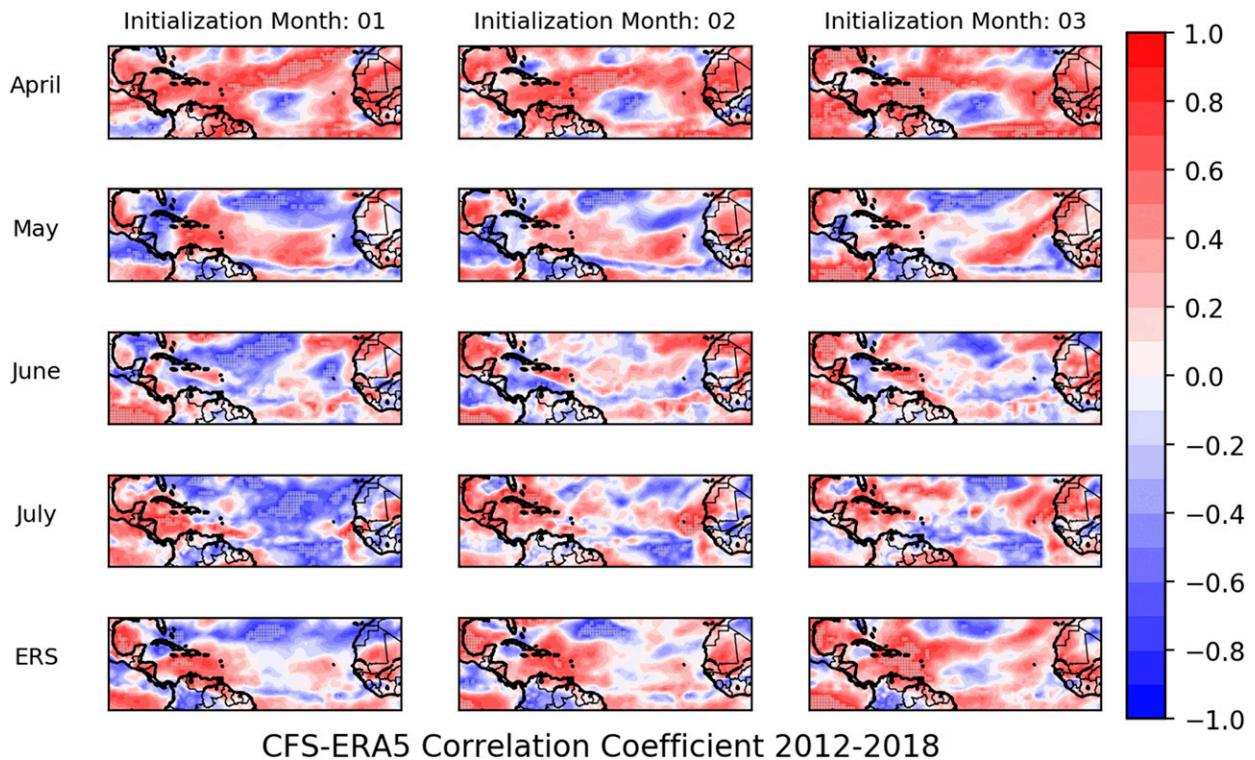 Initialization Month: 01 Initialization Month: 02 Initialization Month: 03
April
May
June
July
ERS
1.0
0.8
0.6
0.4
0.2
0.0
−0.2
−0.4
−0.6
−0.8
−1.0
CFS-ERA5 Correlation Coefficient 2012-2018